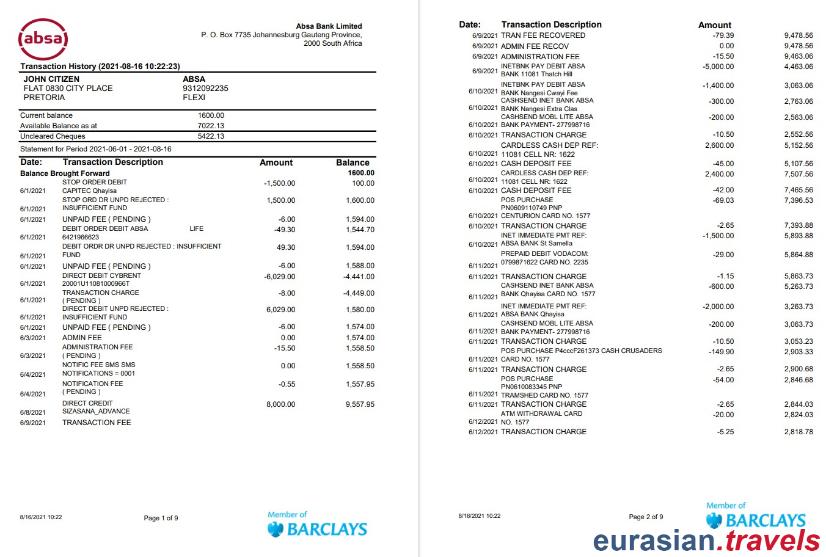 absa
Absa Bank Limited
P. O. Box 7735 Johannesburg Gauteng Province,
2000 South Africa
Transaction History (2021-08-16 10:22:23)
JOHN CITIZEN ABSA
FLAT 0830 CITY PLACE 9312092235
PRETORIA FLEXI
Current balance 1600.00
Available Balance as at 7022.13
Uncleared Cheques 5422.13
Statement for Period 2021-06-01 - 2021-08-16
Date: Transaction Description Amount Balance
Balance Brought Forward 1600.00
STOP ORDER DEBIT -1,500.00 100.00
6/1/2021 CAPITEC Qhayisa
STOP ORD DR UNPD REJECTED : 1,500.00 1,600.00
6/1/2021 INSUFFICIENT FUND
6/1/2021 UNPAID FEE ( PENDING ) -6.00 1,594.00
DEBIT ORDER DEBIT ABSA LIFE -49.30 1,544.70
6/1/2021 6421966623
DEBIT ORDR DR UNPD REJECTED : INSUFFICIENT 49.30 1,594.00
6/1/2021 FUND
6/1/2021 UNPAID FEE ( PENDING ) -6.00 1,588.00
DIRECT DEBIT CYBRENT -6,029.00 -4,441.00
6/1/2021 20001U11081000966T
TRANSACTION CHARGE -8.00 -4,449.00
6/1/2021 ( PENDING )
DIRECT DEBIT UNPD REJECTED : 6,029.00 1,580.00
6/1/2021 INSUFFICIENT FUND
6/1/2021 UNPAID FEE ( PENDING ) -6.00 1,574.00
6/3/2021 ADMIN FEE 0.00 1,574.00
ADMINISTRATION FEE -15.50 1,558.50
6/3/2021 ( PENDING )
NOTIFIC FEE SMS SMS 0.00 1,558.50
6/4/2021 NOTIFICATIONS = 0001
NOTIFICATION FEE -0.55 1,557.95
6/4/2021 ( PENDING )
DIRECT CREDIT 8,000.00 9,557.95
6/8/2021 SIZASANA_ADVANCE
6/9/2021 TRANSACTION FEE
8/16/2021 10:22 Page 1 of 9
Member of
BARCLAYS
Date: Transaction Description Amount
6/9/2021 TRAN FEE RECOVERED -79.39 9,478.56
6/9/2021 ADMIN FEE RECOV 0.00 9,478.56
6/9/2021 ADMINISTRATION FEE -15.50 9,463.06
INETBNK PAY DEBIT ABSA -5,000.00 4,463.06
6/9/2021 BANK 11081 Thatch Hill
INETBNK PAY DEBIT ABSA -1,400.00 3,063.06
6/10/2021 BANK Nangesi Cwayi Fee
CASHSEND INET BNK ABSA -300.00 2,763.06
6/10/2021 BANK Nangesi Extra Clas
CASHSEND MOBL LITE ABSA -200.00 2,563.06
6/10/2021 BANK PAYMENT- 277998716
6/10/2021 TRANSACTION CHARGE -10.50 2,552.56
CARDLESS CASH DEP REF: 2,600.00 5,152.56
6/10/2021 11081 CELL NR: 1622
6/10/2021 CASH DEPOSIT FEE -45.00 5,107.56
CARDLESS CASH DEP REF: 2,400.00 7,507.56
6/10/2021 11081 CELL NR: 1622
6/10/2021 CASH DEPOSIT FEE -42.00 7,465.56
POS PURCHASE -69.03 7,396.53
PN0609110749 PNP
6/10/2021 CENTURION CARD NO. 1577
6/10/2021 TRANSACTION CHARGE -2.65 7,393.88
INET IMMEDIATE PMT REF: -1,500.00 5,893.88
6/10/2021 ABSA BANK St Samella
PREPAID DEBIT VODACOM: -29.00 5,864.88
6/11/2021 0799871622 CARD NO. 2235
6/11/2021 TRANSACTION CHARGE -1.15 5,863.73
CASHSEND INET BNK ABSA -600.00 5,263.73
6/11/2021 BANK Qhayisa CARD NO. 1577
INET IMMEDIATE PMT REF: -2,000.00 3,263.73
6/11/2021 ABSA BANK Qhayisa
CASHSEND MOBL LITE ABSA -200.00 3,063.73
6/11/2021 BANK PAYMENT- 277998716
6/11/2021 TRANSACTION CHARGE -10.50 3,053.23
POS PURCHASE P4cccF261373 CASH CRUSADERS -149.90 2,903.33
6/11/2021 CARD NO. 1577
6/11/2021 TRANSACTION CHARGE -2.65 2,900.68
POS PURCHASE -54.00 2,846.68
PN0610083345 PNP
6/11/2021 TRAMSHED CARD NO. 1577
6/11/2021 TRANSACTION CHARGE -2.65 2,844.03
ATM WITHDRAWAL CARD -20.00 2,824.03
6/12/2021 NO. 1577
6/12/2021 TRANSACTION CHARGE -5.25 2,818.78
8/18/2021 10:22 Page 2 of 9
Member of
BARCLAYS
eurasian.travels